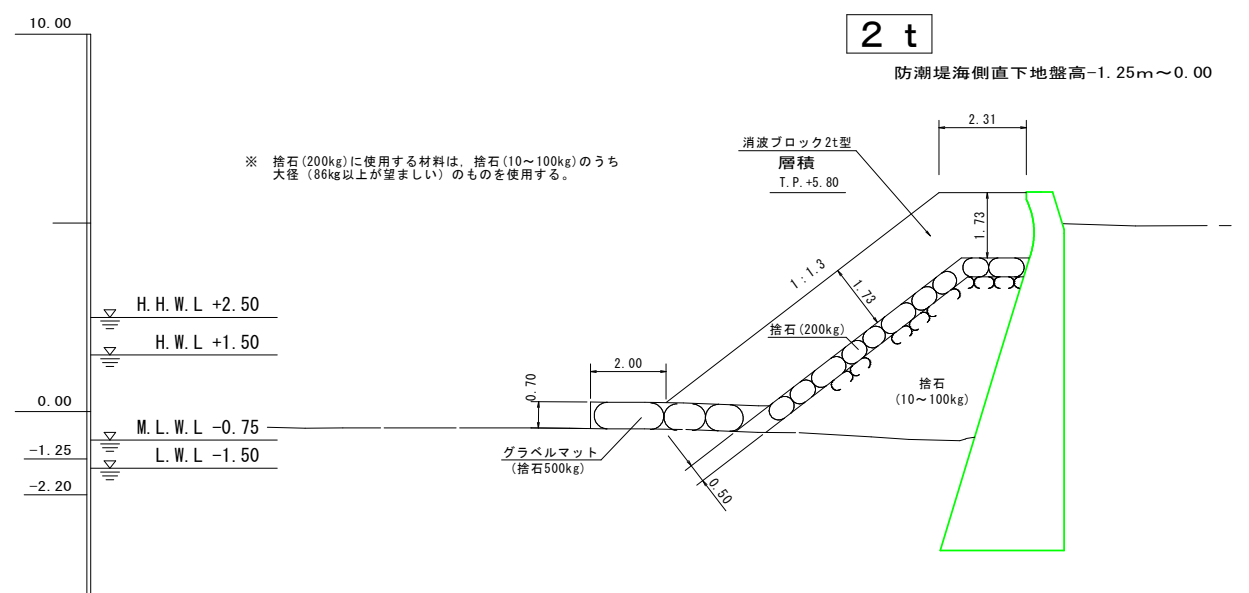 10.00
2 t
防潮堤海側直下地盤高-1.25m～0.00
2.31
消波ブロック2t型
層積
T.P.+5.80
※ 捨石(200kg)に使用する材料は、捨石(10～100kg)のうち
大径（86kg以上が望ましい）のものを使用する。
1.73
1:1.3
1.73
H.H.W.L +2.50
捨石(200kg)
H.W.L +1.50
2.00
捨石
(10～100kg)
0.70
0.00
M.L.W.L -0.75
-1.25
L.W.L -1.50
グラベルマット
(捨石500kg)
-2.20
0.50